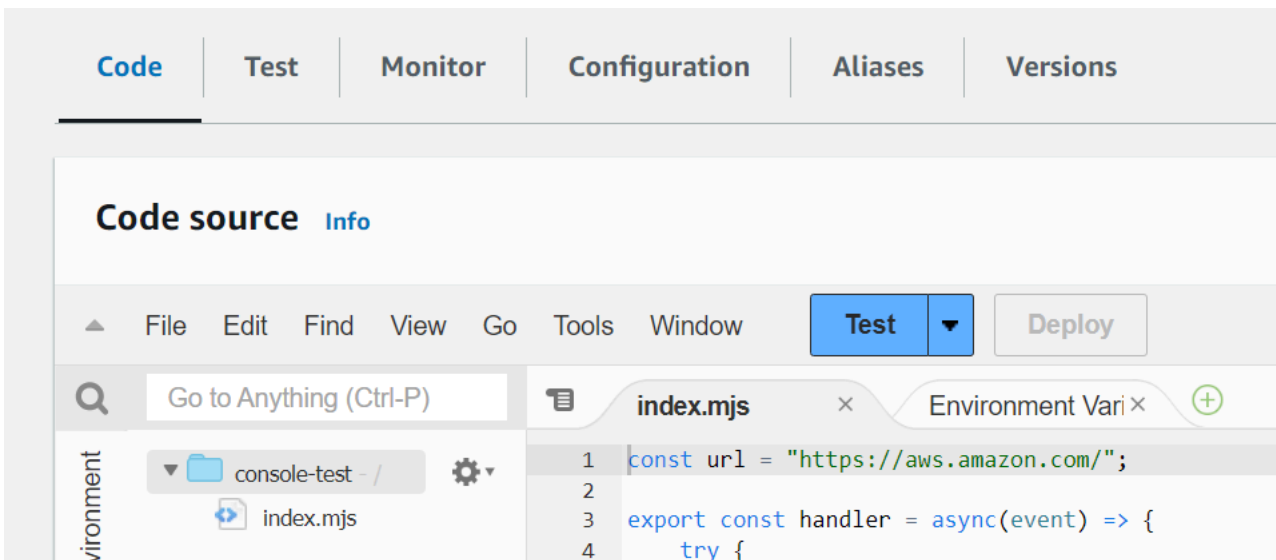 Code Test Monitor Configuration Aliases Versions
Code source Info
File Edit Find View Go Tools Window Test Deploy
Go to Anything (Ctrl-P) index.mjs × Environment Vari ×
console-test - /
index.mjs
vironment
1 const url = "https://aws.amazon.com/";
2
3 export const handler = async(event) => {
4 try {